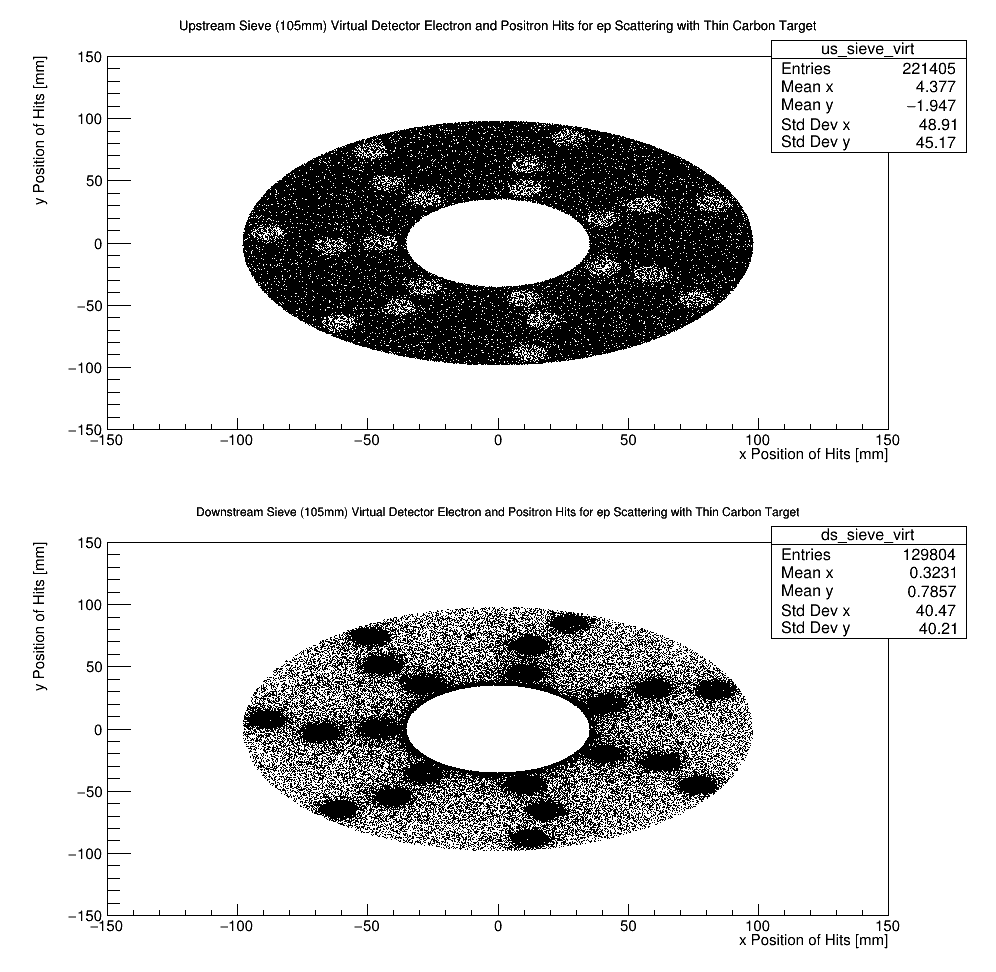 Upstream Sieve (105mm) Virtual Detector Electron and Positron Hits for ep Scattering with Thin Carbon Target
us_sieve_virt
Entries 221405
Mean x 4.377
Mean y −1.947
Std Dev x 48.91
Std Dev y 45.17
y Position of Hits [mm]
150
100
50
0
−50
−100
−150
−150 −100 −50 0 50 100 150
x Position of Hits [mm]
Downstream Sieve (105mm) Virtual Detector Electron and Positron Hits for ep Scattering with Thin Carbon Target
ds_sieve_virt
Entries 129804
Mean x 0.3231
Mean y 0.7857
Std Dev x 40.47
Std Dev y 40.21
y Position of Hits [mm]
150
100
50
0
−50
−100
−150
−150 −100 −50 0 50 100 150
x Position of Hits [mm]